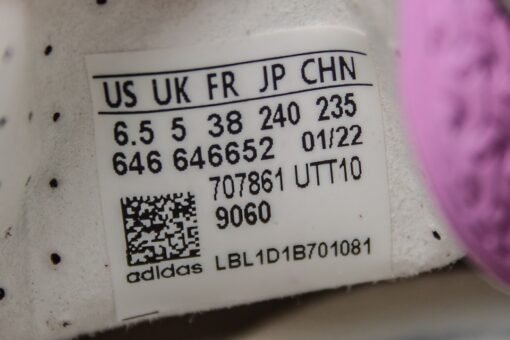 US UK FR JP CHN
6.5 5 38 240 235
646 646652 01/22
707861 UTT10
9060
adidas LBL1D1B701081